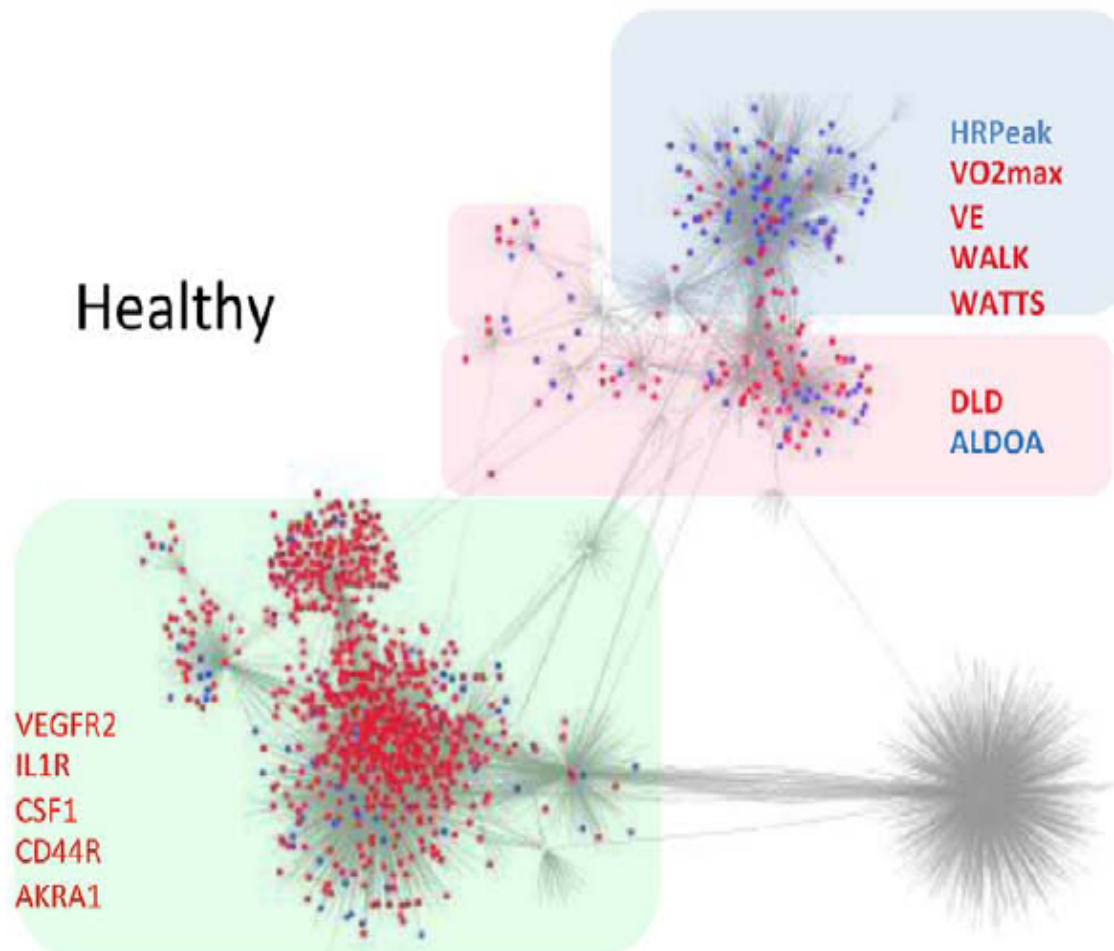 HRPeak
VO2max
VE
WALK
WATTS
Healthy
DLD
ALDOA
VEGFR2
IL1R
CSF1
CD44R
AKRA1